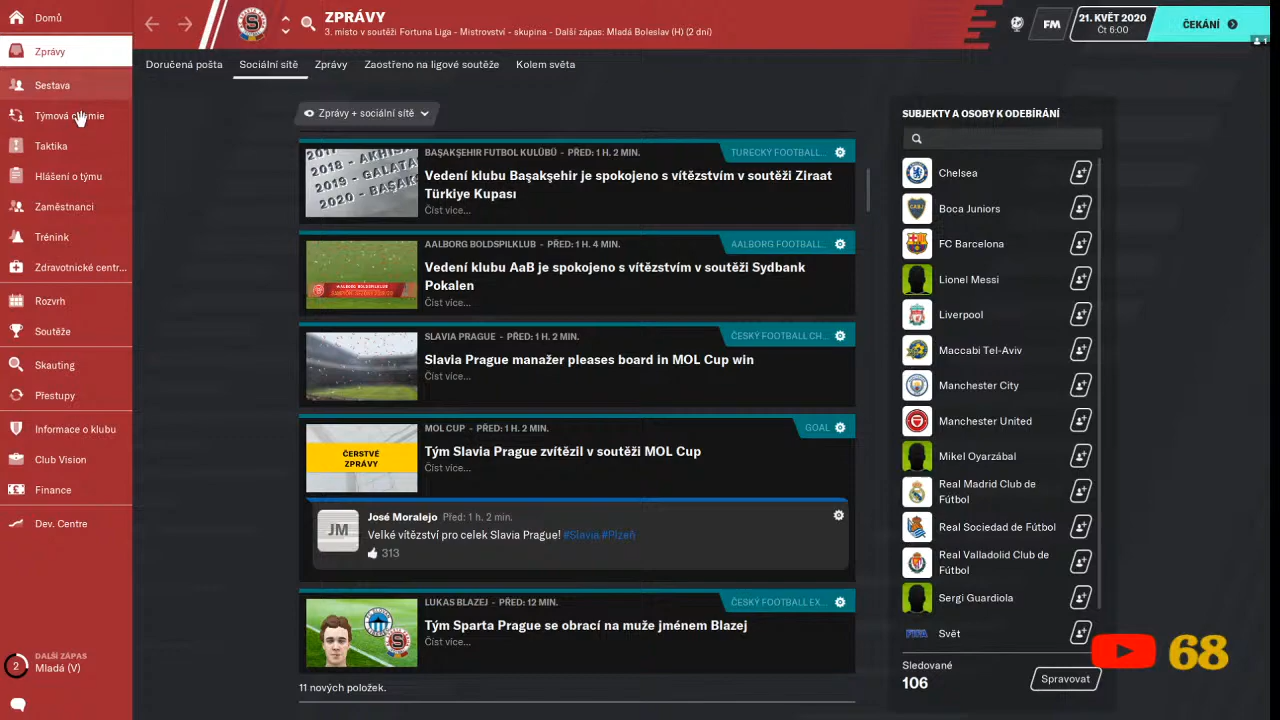 Domů
Zprávy
Sestava
Týmová chemie
Taktika
Hlášení o týmu
Zaměstnanci
Trénink
Zdravotnické centr...
Rozvrh
Soutěže
Skauting
Přestupy
Informace o klubu
Club Vision
Finance
Dev. Centre
2
DALŠÍ ZÁPAS
Mladá (V)
ZPRÁVY
3. místo v soutěži Fortuna Liga - Mistrovství - skupina - Další zápas: Mladá Boleslav (H) (2 dni)
FM
21. KVĚT 2020
Čt 6:00
ČEKÁNÍ
1
Doručená pošta
Sociální sítě
Zprávy
Zaostřeno na ligové soutěže
Kolem světa
Zprávy + sociální sítě
2018 - AKHIS
2019 - GALATA
2020 - BAŞAK
BAŞAKŞEHIR FUTBOL KULÜBÜ - PŘED: 1 H. 2 MIN.
TURECKÝ FOOTBALL...
Vedení klubu Başakşehir je spokojeno s vítězstvím v soutěži Ziraat
Türkiye Kupası
Číst více...
AALBORG BOLDSPILKLUB - PŘED: 1 H. 4 MIN.
AALBORG FOOTBALL...
Vedení klubu AaB je spokojeno s vítězstvím v soutěži Sydbank
Pokalen
Číst více...
SLAVIA PRAGUE - PŘED: 1 H. 2 MIN.
ČESKÝ FOOTBALL CH...
Slavia Prague manažer pleases board in MOL Cup win
Číst více...
ČERSTVÉ
ZPRÁVY
MOL CUP - PŘED: 1 H. 2 MIN.
GOAL
Tým Slavia Prague zvítězil v soutěži MOL Cup
Číst více...
JM
José Moralejo Před: 1 h. 2 min.
Velké vítězství pro celek Slavia Prague! #Slavia #Plzeň
313
LUKAS BLAZEJ - PŘED: 12 MIN.
ČESKÝ FOOTBALL EX...
Tým Sparta Prague se obrací na muže jménem Blazej
Číst více...
11 nových položek.
SUBJEKTY A OSOBY K ODEBÍRÁNÍ
Chelsea
Boca Juniors
FC Barcelona
Lionel Messi
Liverpool
Maccabi Tel-Aviv
Manchester City
Manchester United
Mikel Oyarzábal
Real Madrid Club de
Fútbol
Real Sociedad de Fútbol
Real Valladolid Club de
Fútbol
Sergi Guardiola
FIFA
Svět
Sledované
106
Spravovat
68